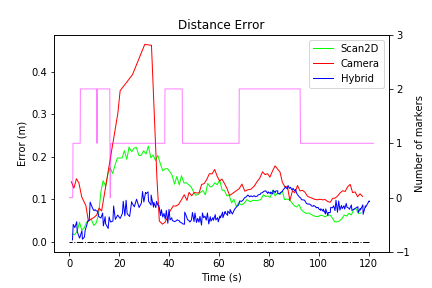 Distance Error
Scan2D
Camera
Hybrid
Error (m)
0.4
0.3
0.2
0.1
0.0
3
2
1
0
−1
Number of markers
0
20
40
60
80
100
120
Time (s)